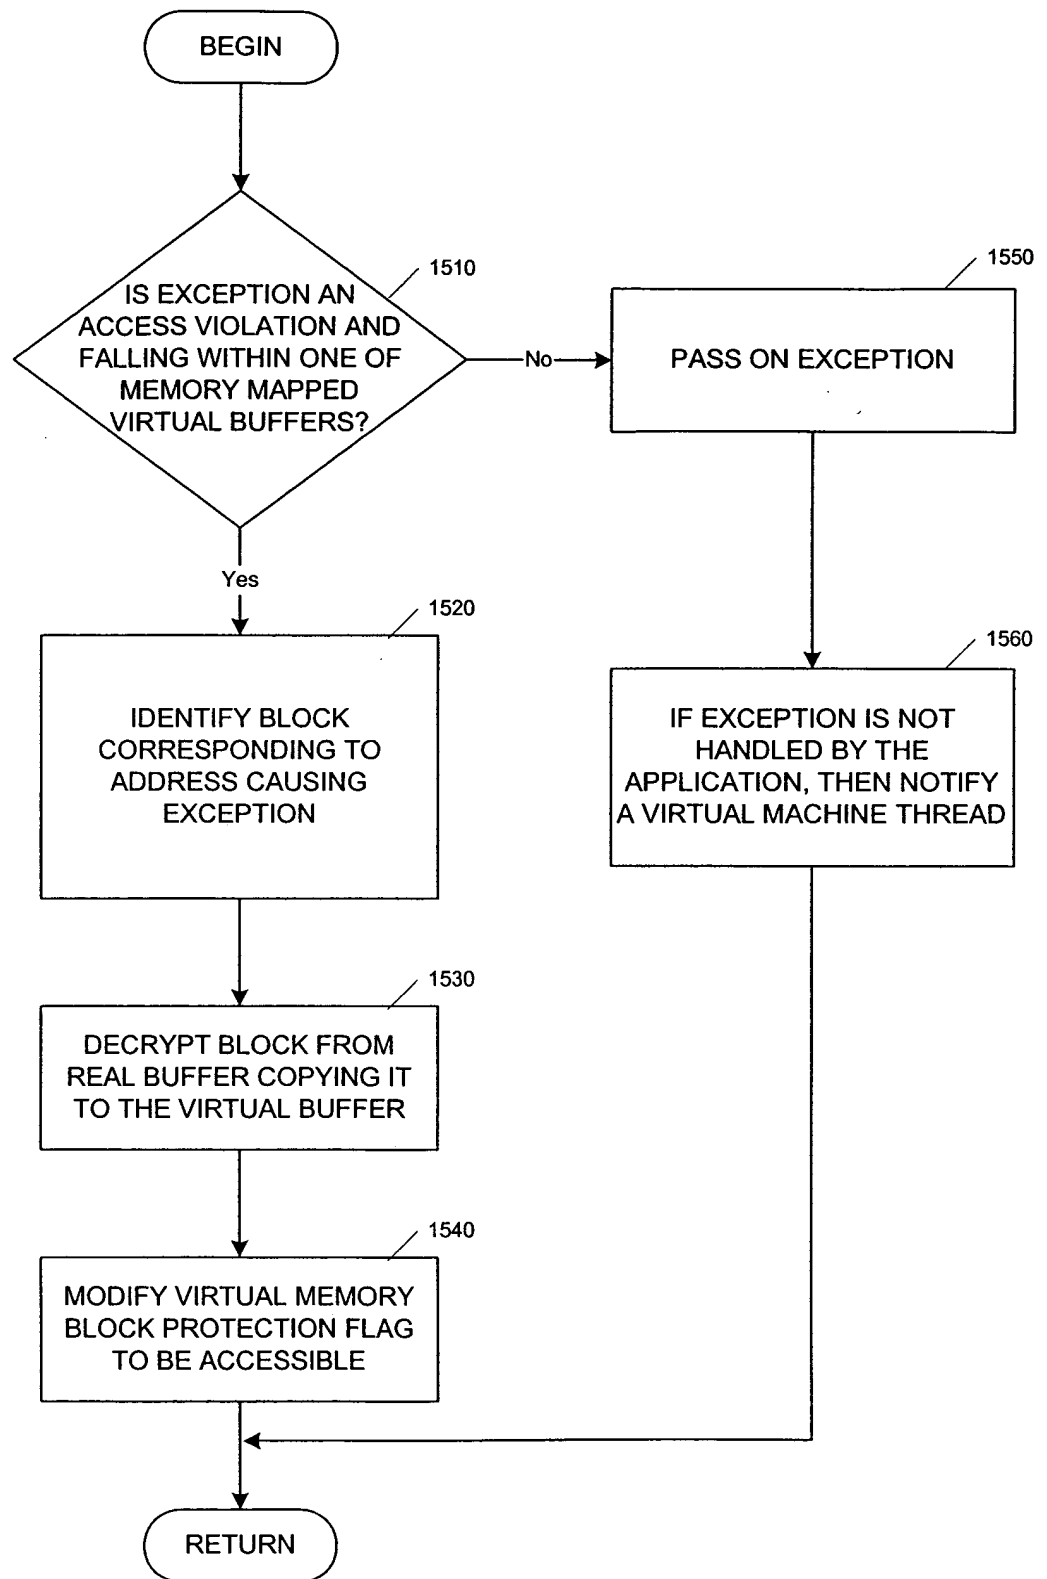 BEGIN
1510
IS EXCEPTION AN
ACCESS VIOLATION AND
FALLING WITHIN ONE OF
MEMORY MAPPED
VIRTUAL BUFFERS?
No
1550
PASS ON EXCEPTION
Yes
1520
IDENTIFY BLOCK
CORRESPONDING TO
ADDRESS CAUSING
EXCEPTION
1560
IF EXCEPTION IS NOT
HANDLED BY THE
APPLICATION, THEN NOTIFY
A VIRTUAL MACHINE THREAD
1530
DECRYPT BLOCK FROM
REAL BUFFER COPYING IT
TO THE VIRTUAL BUFFER
1540
MODIFY VIRTUAL MEMORY
BLOCK PROTECTION FLAG
TO BE ACCESSIBLE
RETURN